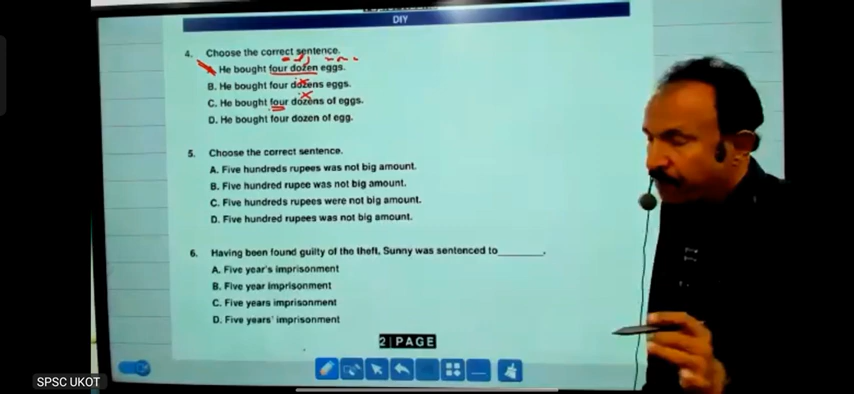 DIY
4. Choose the correct sentence.
He bought four dozen eggs.
B. He bought four dozens eggs.
C. He bought four dozens of eggs.
D. He bought four dozen of egg.
5. Choose the correct sentence.
A. Five hundreds rupees was not big amount.
B. Five hundred rupee was not big amount.
C. Five hundreds rupees were not big amount.
D. Five hundred rupees was not big amount.
6. Having been found guilty of the theft, Sunny was sentenced to________.
A. Five year's imprisonment
B. Five year imprisonment
C. Five years imprisonment
D. Five years' imprisonment
2 | PAGE
SPSC UKOT